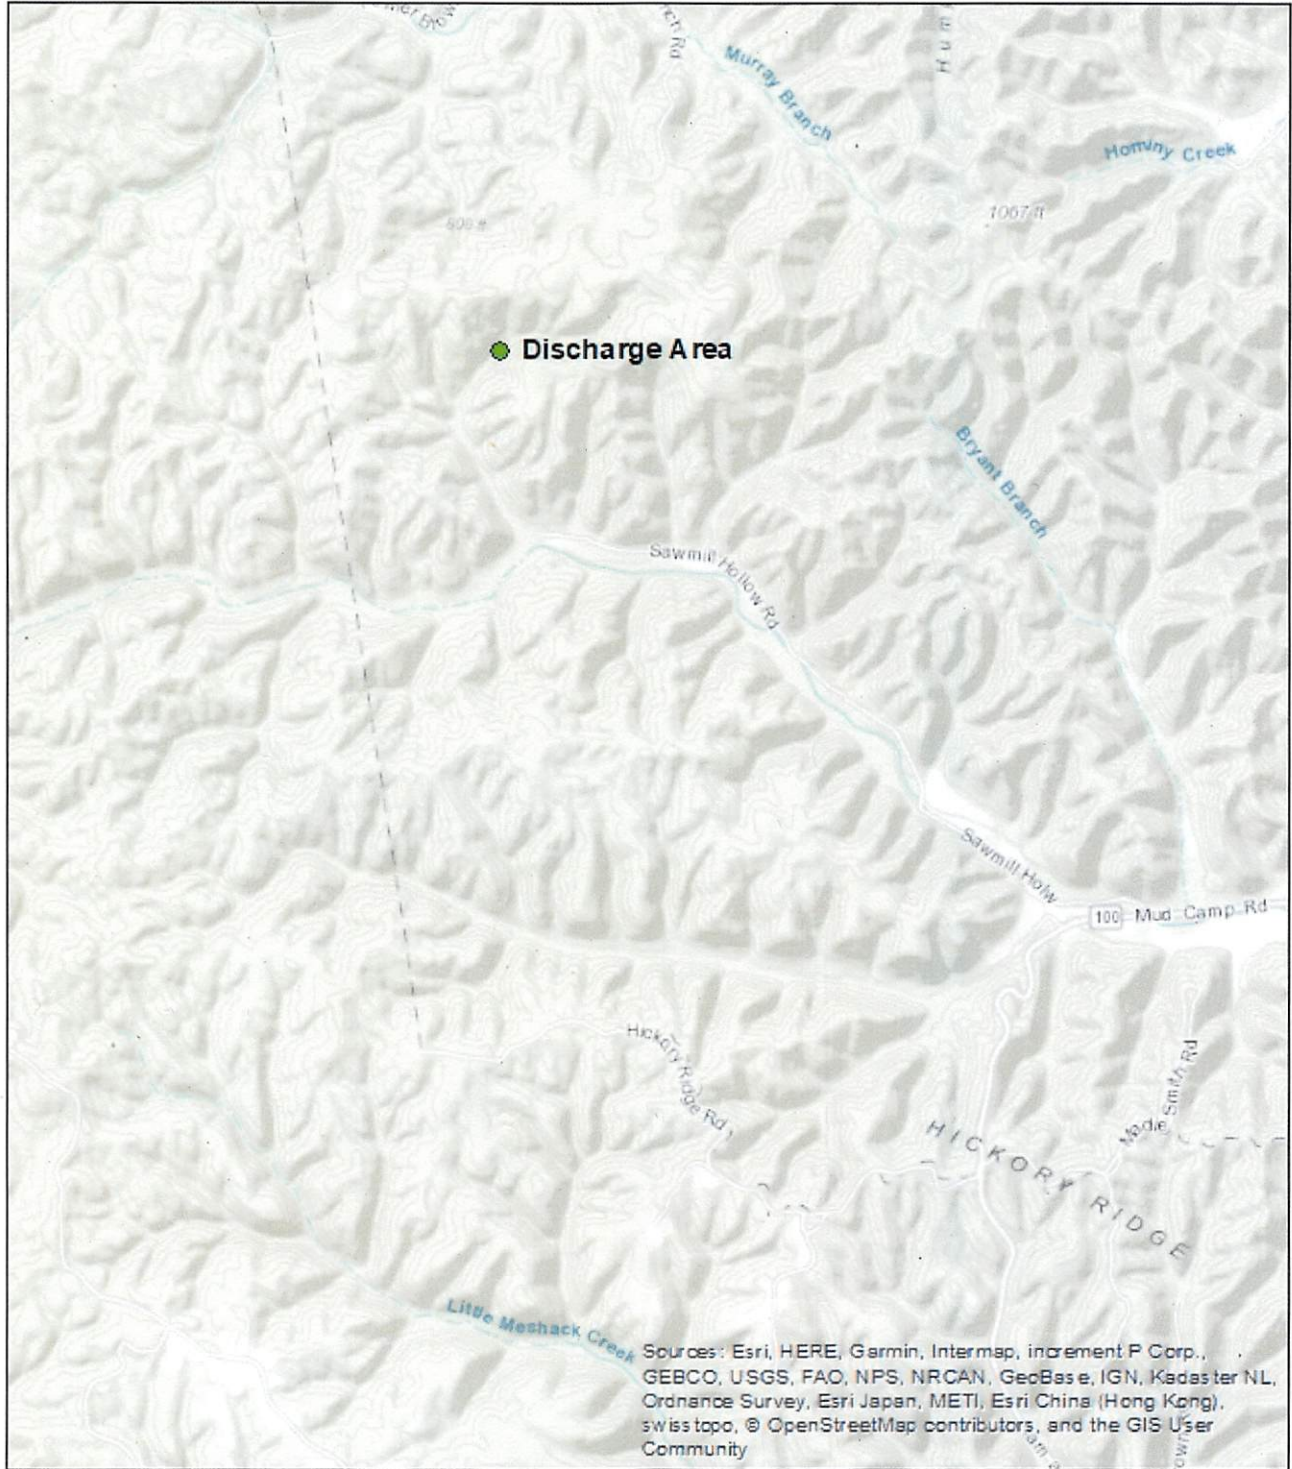 Murray Branch
Hominy Creek
1067 ft
Discharge Area
Bryant Branch
Sawmill Hollow Rd
Sawmill Holw
100 Mud Camp Rd
Hickory Ridge Rd
Smith Rd
HICKORY RIDGE
Little Meshack Creek
Sources: Esri, HERE, Garmin, Intermap, increment P Corp.,
GEBCO, USGS, FAO, NPS, NRCAN, GeoBase, IGN, Kadaster NL,
Ordnance Survey, Esri Japan, METI, Esri China (Hong Kong),
swisstopo, © OpenStreetMap contributors, and the GIS User
Community